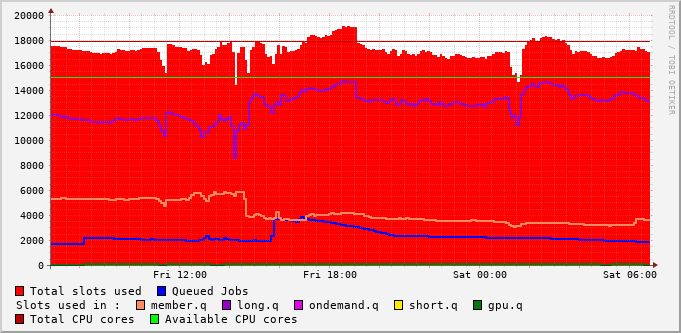 20000
18000
16000
14000
12000
10000
8000
6000
4000
2000
0
Fri 12:00 Fri 18:00 Sat 00:00 Sat 06:00
RRDTOOL / TOBI OETIKER
Total slots used Queued Jobs
Slots used in : member.q long.q ondemand.q short.q gpu.q
Total CPU cores Available CPU cores